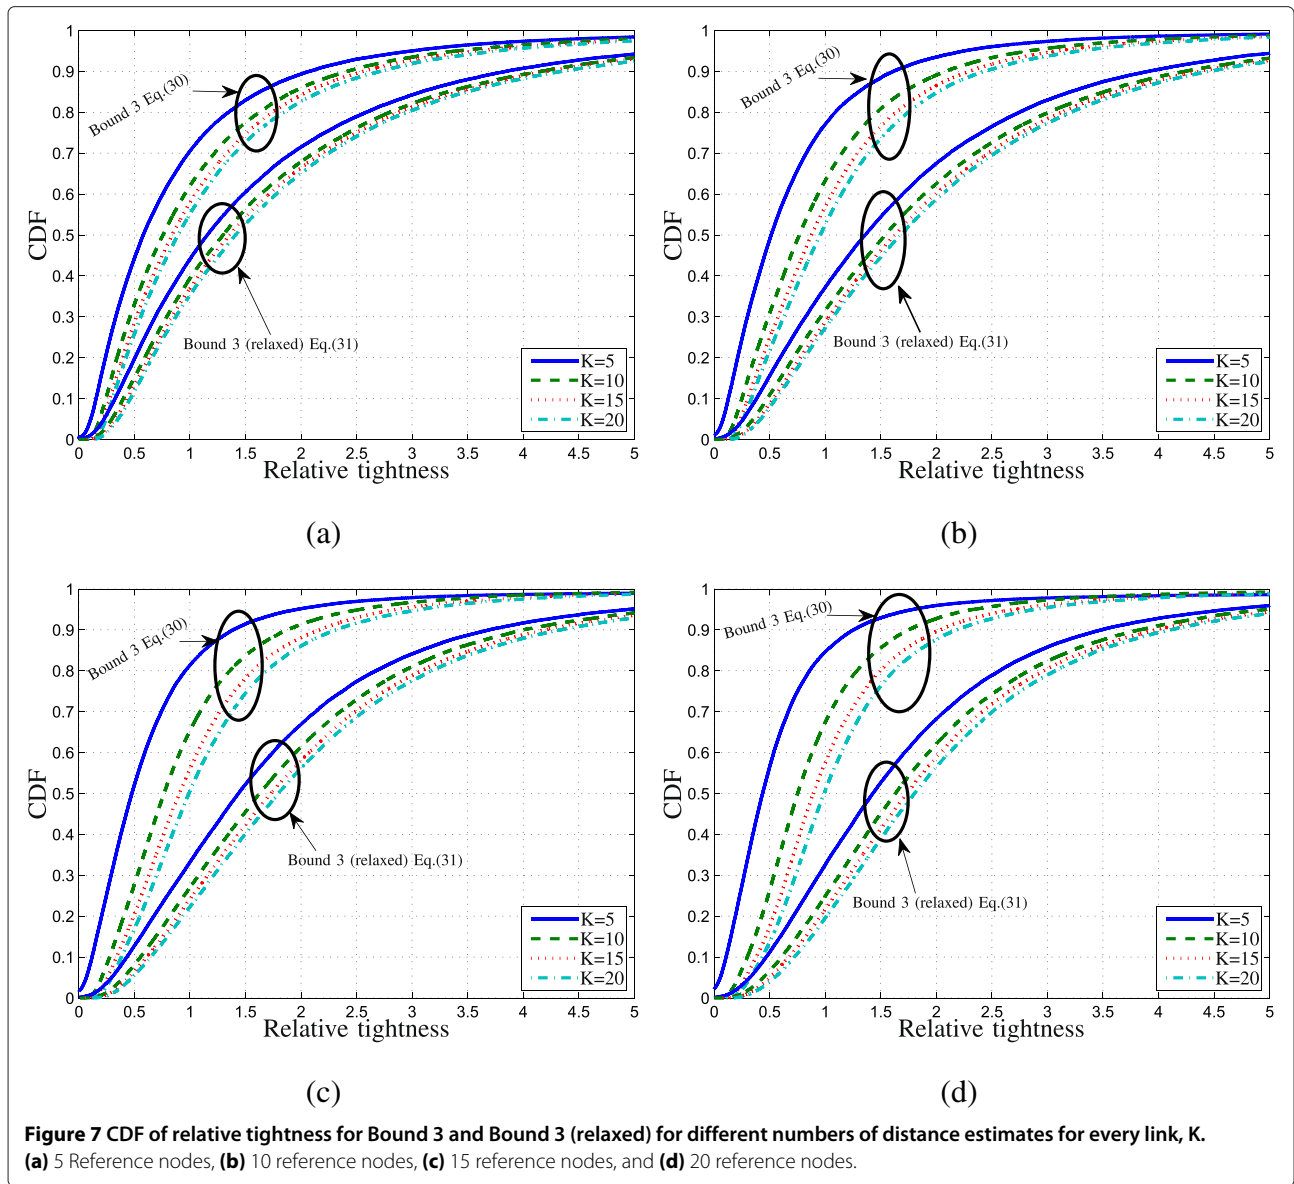 1
0.9
0.8
0.7
0.6
0.5
0.4
0.3
0.2
0.1
0
CDF
Bound 3 Eq.(30)
Bound 3 (relaxed) Eq.(31)
K=5
K=10
K=15
K=20
0 0.5 1 1.5 2 2.5 3 3.5 4 4.5 5
Relative tightness
(a)
1
0.9
0.8
0.7
0.6
0.5
0.4
0.3
0.2
0.1
0
CDF
Bound 3 Eq.(30)
Bound 3 (relaxed) Eq.(31)
K=5
K=10
K=15
K=20
0 0.5 1 1.5 2 2.5 3 3.5 4 4.5 5
Relative tightness
(b)
1
0.9
0.8
0.7
0.6
0.5
0.4
0.3
0.2
0.1
0
CDF
Bound 3 Eq.(30)
Bound 3 (relaxed) Eq.(31)
K=5
K=10
K=15
K=20
0 0.5 1 1.5 2 2.5 3 3.5 4 4.5 5
Relative tightness
(c)
1
0.9
0.8
0.7
0.6
0.5
0.4
0.3
0.2
0.1
0
CDF
Bound 3 Eq.(30)
Bound 3 (relaxed) Eq.(31)
K=5
K=10
K=15
K=20
0 0.5 1 1.5 2 2.5 3 3.5 4 4.5 5
Relative tightness
(d)
Figure 7 CDF of relative tightness for Bound 3 and Bound 3 (relaxed) for different numbers of distance estimates for every link, K.
(a) 5 Reference nodes, (b) 10 reference nodes, (c) 15 reference nodes, and (d) 20 reference nodes.